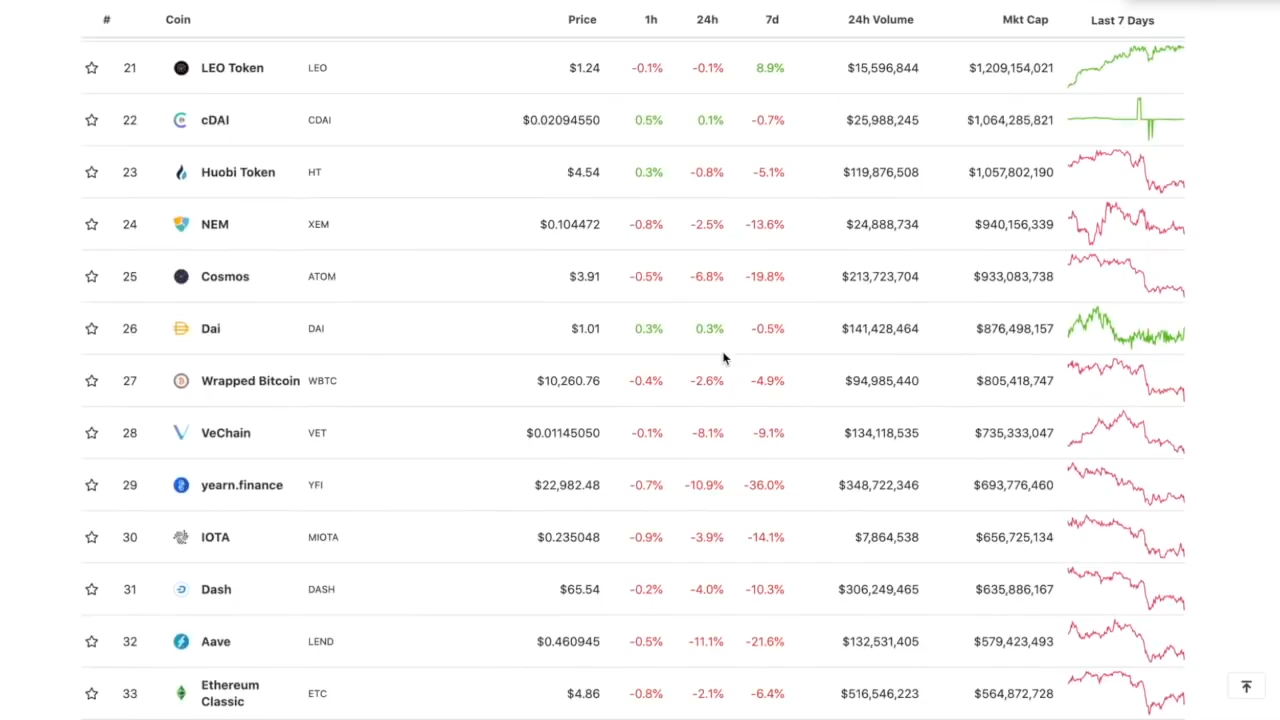 # Coin Price 1h 24h 7d 24h Volume Mkt Cap Last 7 Days
21 LEO Token LEO $1.24 -0.1% -0.1% 8.9% $15,596,844 $1,209,154,021
22 cDAI CDAI $0.02094550 0.5% 0.1% -0.7% $25,988,245 $1,064,285,821
23 Huobi Token HT $4.54 0.3% -0.8% -5.1% $119,876,508 $1,057,802,190
24 NEM XEM $0.104472 -0.8% -2.5% -13.6% $24,888,734 $940,156,339
25 Cosmos ATOM $3.91 -0.5% -6.8% -19.8% $213,723,704 $933,083,738
26 Dai DAI $1.01 0.3% 0.3% -0.5% $141,428,464 $876,498,157
27 Wrapped Bitcoin WBTC $10,260.76 -0.4% -2.6% -4.9% $94,985,440 $805,418,747
28 VeChain VET $0.01145050 -0.1% -8.1% -9.1% $134,118,535 $735,333,047
29 yearn.finance YFI $22,982.48 -0.7% -10.9% -36.0% $348,722,346 $693,776,460
30 IOTA MIOTA $0.235048 -0.9% -3.9% -14.1% $7,864,538 $656,725,134
31 Dash DASH $65.54 -0.2% -4.0% -10.3% $306,249,465 $635,886,167
32 Aave LEND $0.460945 -0.5% -11.1% -21.6% $132,531,405 $579,423,493
33 Ethereum Classic ETC $4.86 -0.8% -2.1% -6.4% $516,546,223 $564,872,728